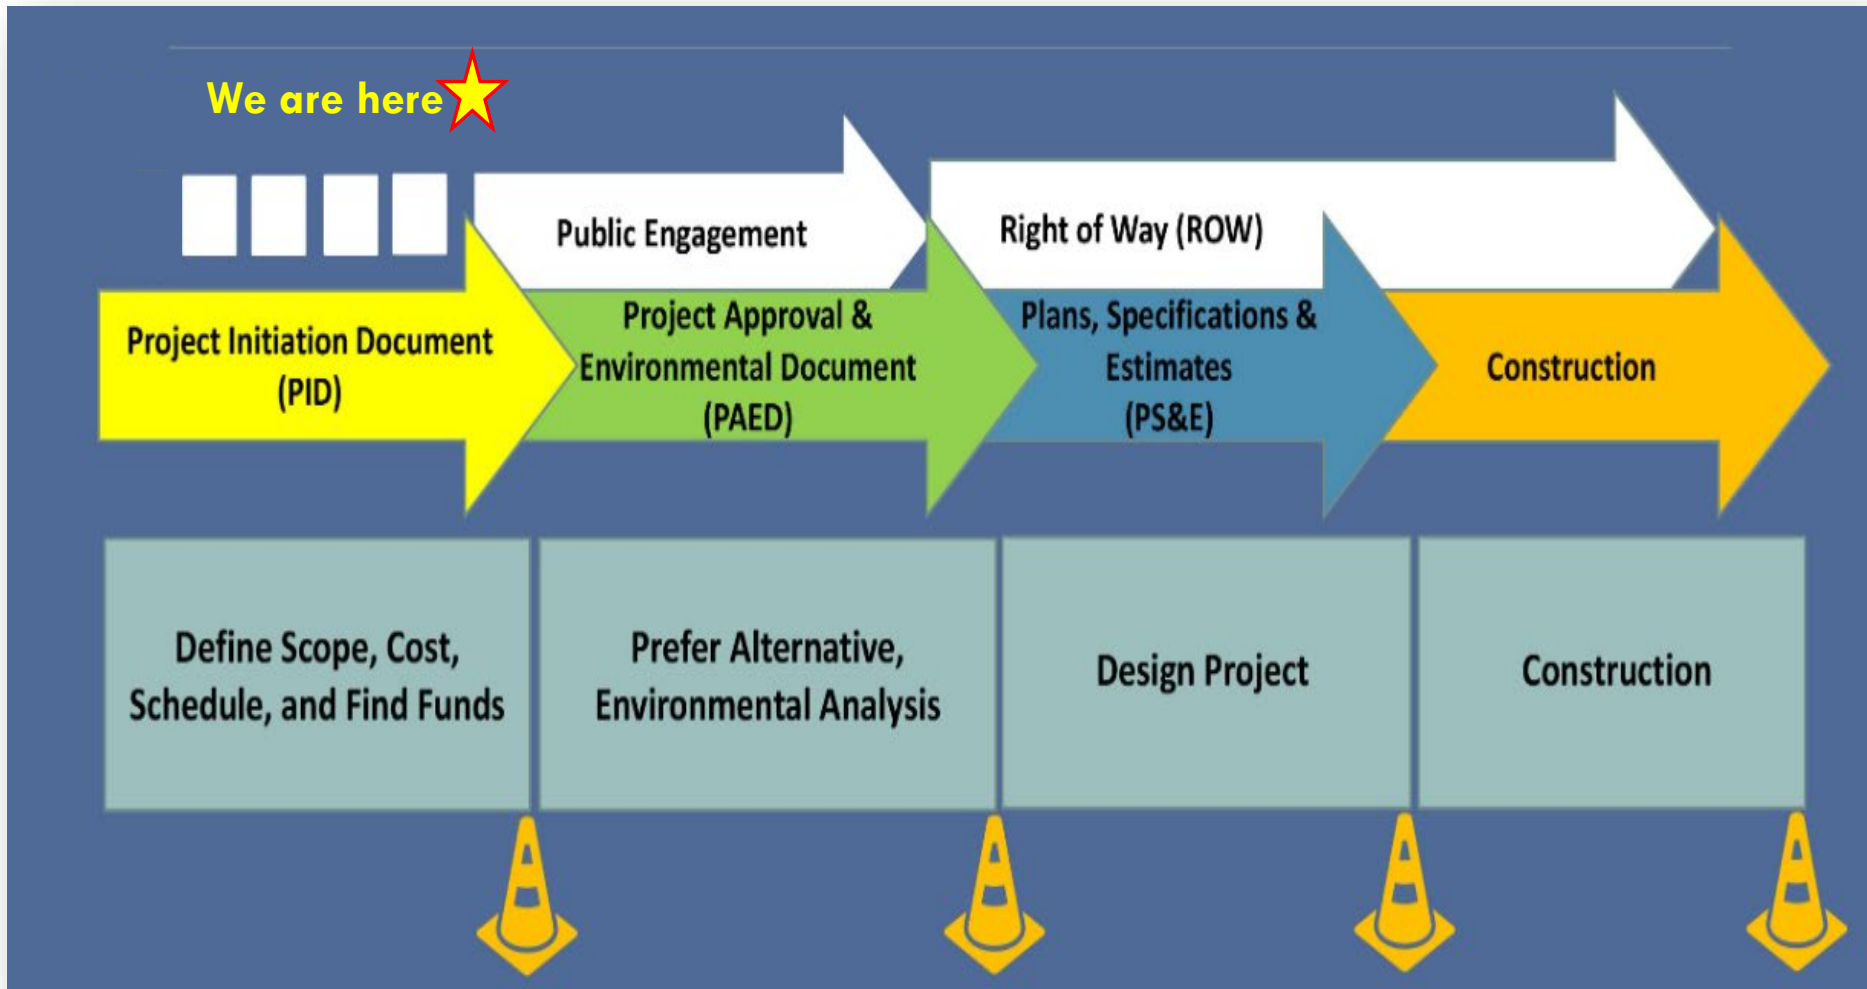 We are here
Public Engagement
Right of Way (ROW)
Project Initiation Document
(PID)
Project Approval &
Environmental Document
(PAED)
Plans, Specifications &
Estimates
(PS&E)
Construction
Define Scope, Cost,
Schedule, and Find Funds
Prefer Alternative,
Environmental Analysis
Design Project
Construction